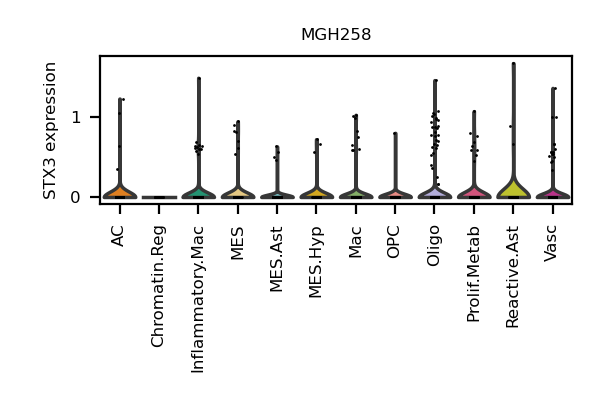 MGH258
STX3 expression
1
0
AC
Chromatin.Reg
Inflammatory.Mac
MES
MES.Ast
MES.Hyp
Mac
OPC
Oligo
Prolif.Metab
Reactive.Ast
Vasc